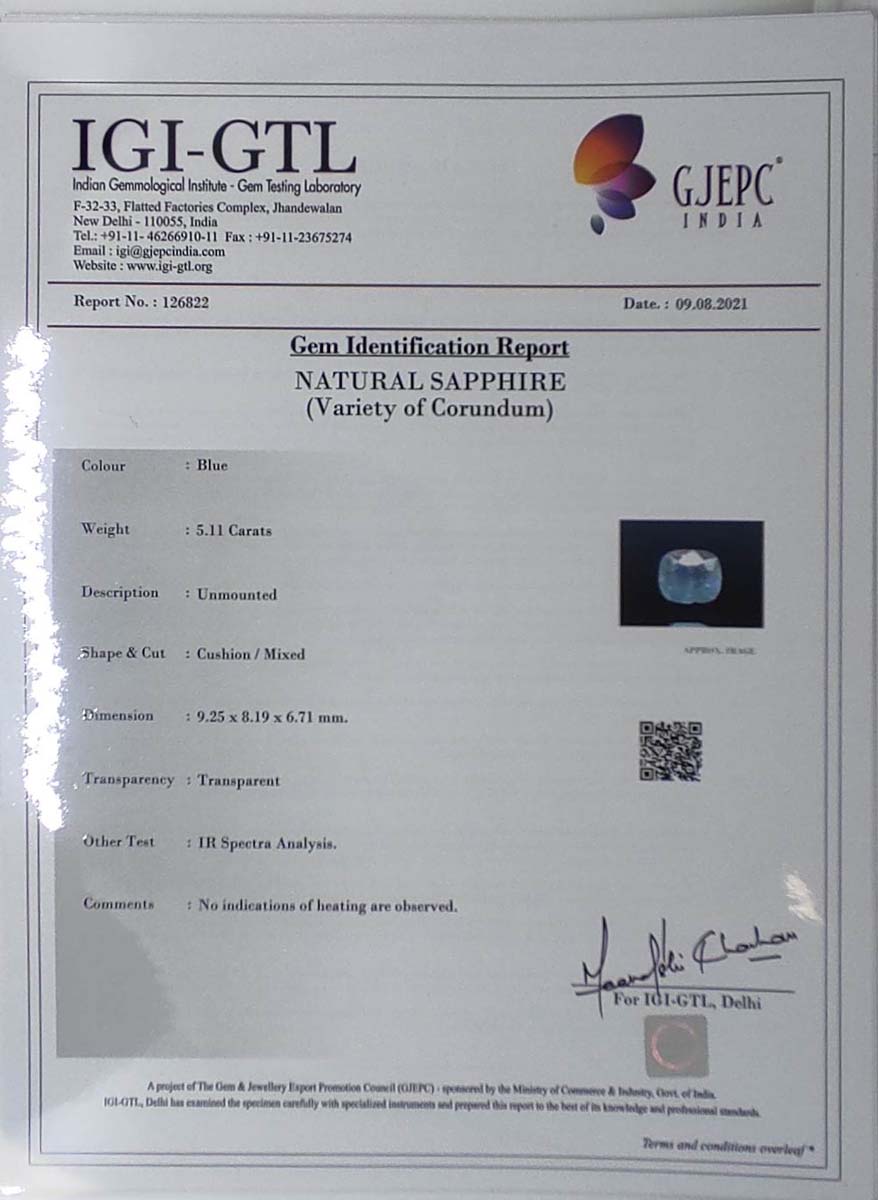 IGI-GTL
Indian Gemmological Institute - Gem Testing Laboratory
F-32-33, Flatted Factories Complex, Jhandewalan
New Delhi - 110055, India
Tel.: +91-11- 46266910-11 Fax : +91-11-23675274
Email : igi@gjepcindia.com
Website : www.igi-gtl.org
GJEPC
INDIA
Report No. : 126822
Date. : 09.08.2021
Gem Identification Report
NATURAL SAPPHIRE
(Variety of Corundum)
Colour : Blue
Weight : 5.11 Carats
Description : Unmounted
Shape & Cut : Cushion / Mixed
Dimension : 9.25 x 8.19 x 6.71 mm.
Transparency : Transparent
Other Test : IR Spectra Analysis.
Comments : No indications of heating are observed.
APPROX. IMAGE
For IGI-GTL, Delhi
A project of The Gem & Jewellery Export Promotion Council (GJEPC) - sponsored by the Ministry of Commerce & Industry, Govt. of India.
IGI-GTL, Delhi has examined the specimen carefully with specialized instruments and prepared this report to the best of its knowledge and professional standards.
Terms and conditions overleaf *